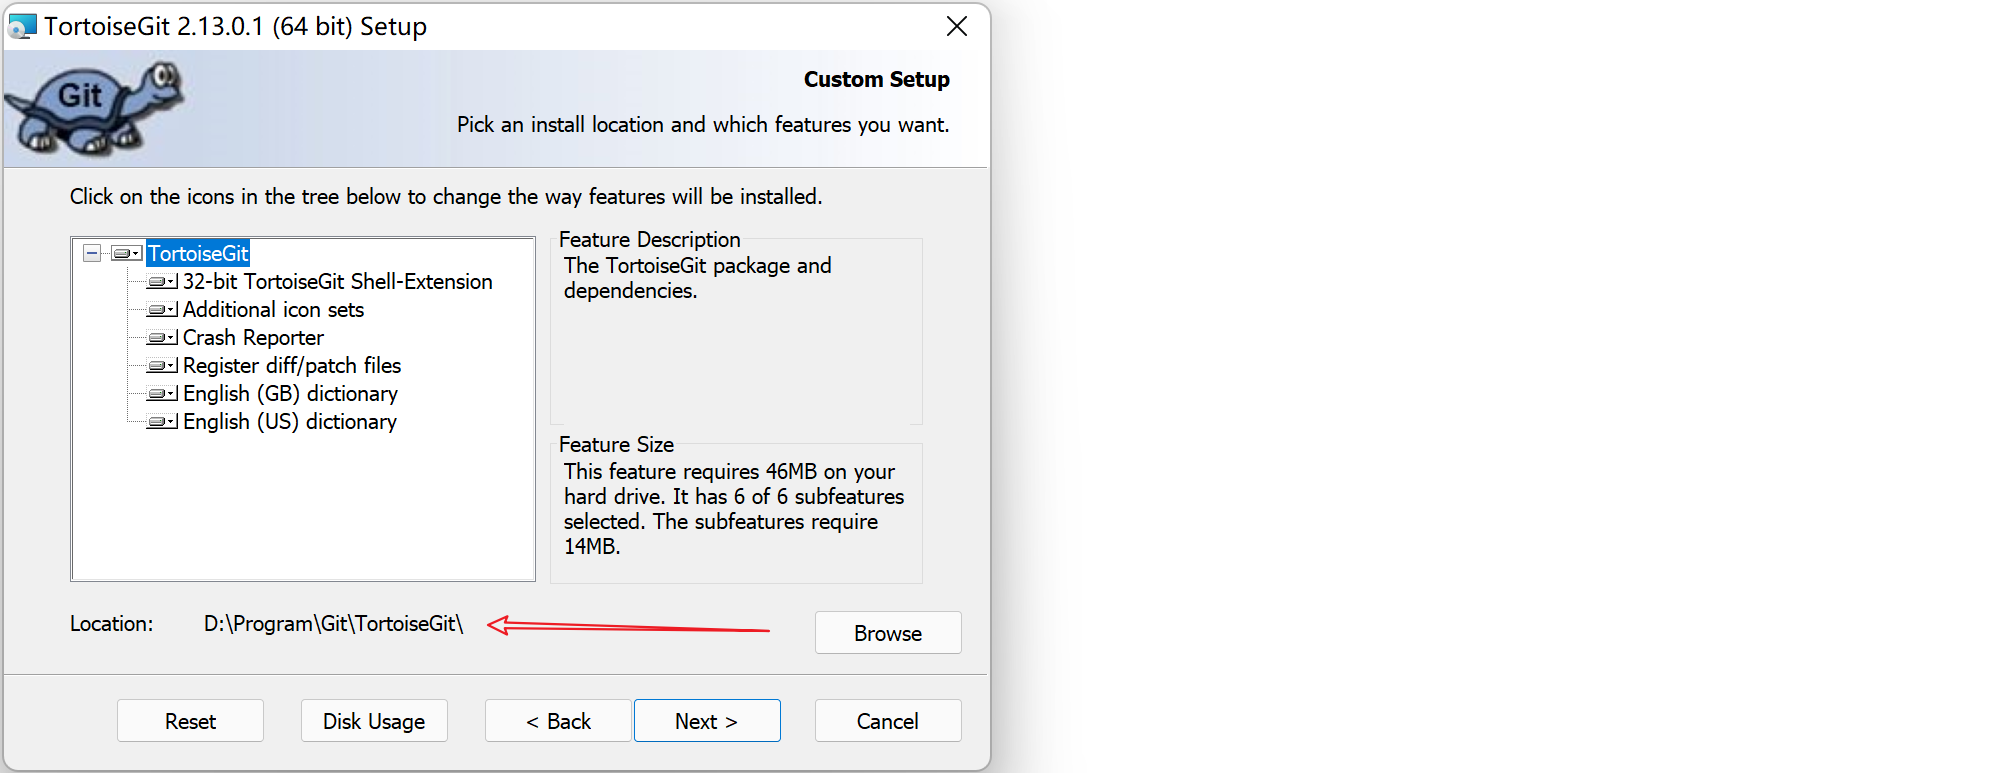 TortoiseGit 2.13.0.1 (64 bit) Setup
Git
Custom Setup
Pick an install location and which features you want.
Click on the icons in the tree below to change the way features will be installed.
TortoiseGit
32-bit TortoiseGit Shell-Extension
Additional icon sets
Crash Reporter
Register diff/patch files
English (GB) dictionary
English (US) dictionary
Feature Description
The TortoiseGit package and
dependencies.
Feature Size
This feature requires 46MB on your
hard drive. It has 6 of 6 subfeatures
selected. The subfeatures require
14MB.
Location: D:\Program\Git\TortoiseGit\
Browse
Reset Disk Usage < Back Next > Cancel